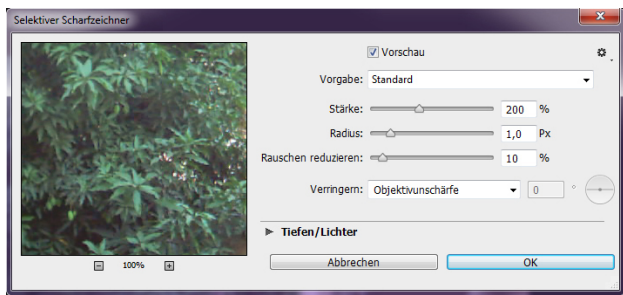 Selektiver Scharfzeichner
Vorschau
Vorgabe: Standard
Stärke: 200 %
Radius: 1,0 Px
Rauschen reduzieren: 10 %
Verringern: Objektivunschärfe 0 °
Tiefen/Lichter
Abbrechen OK
100%